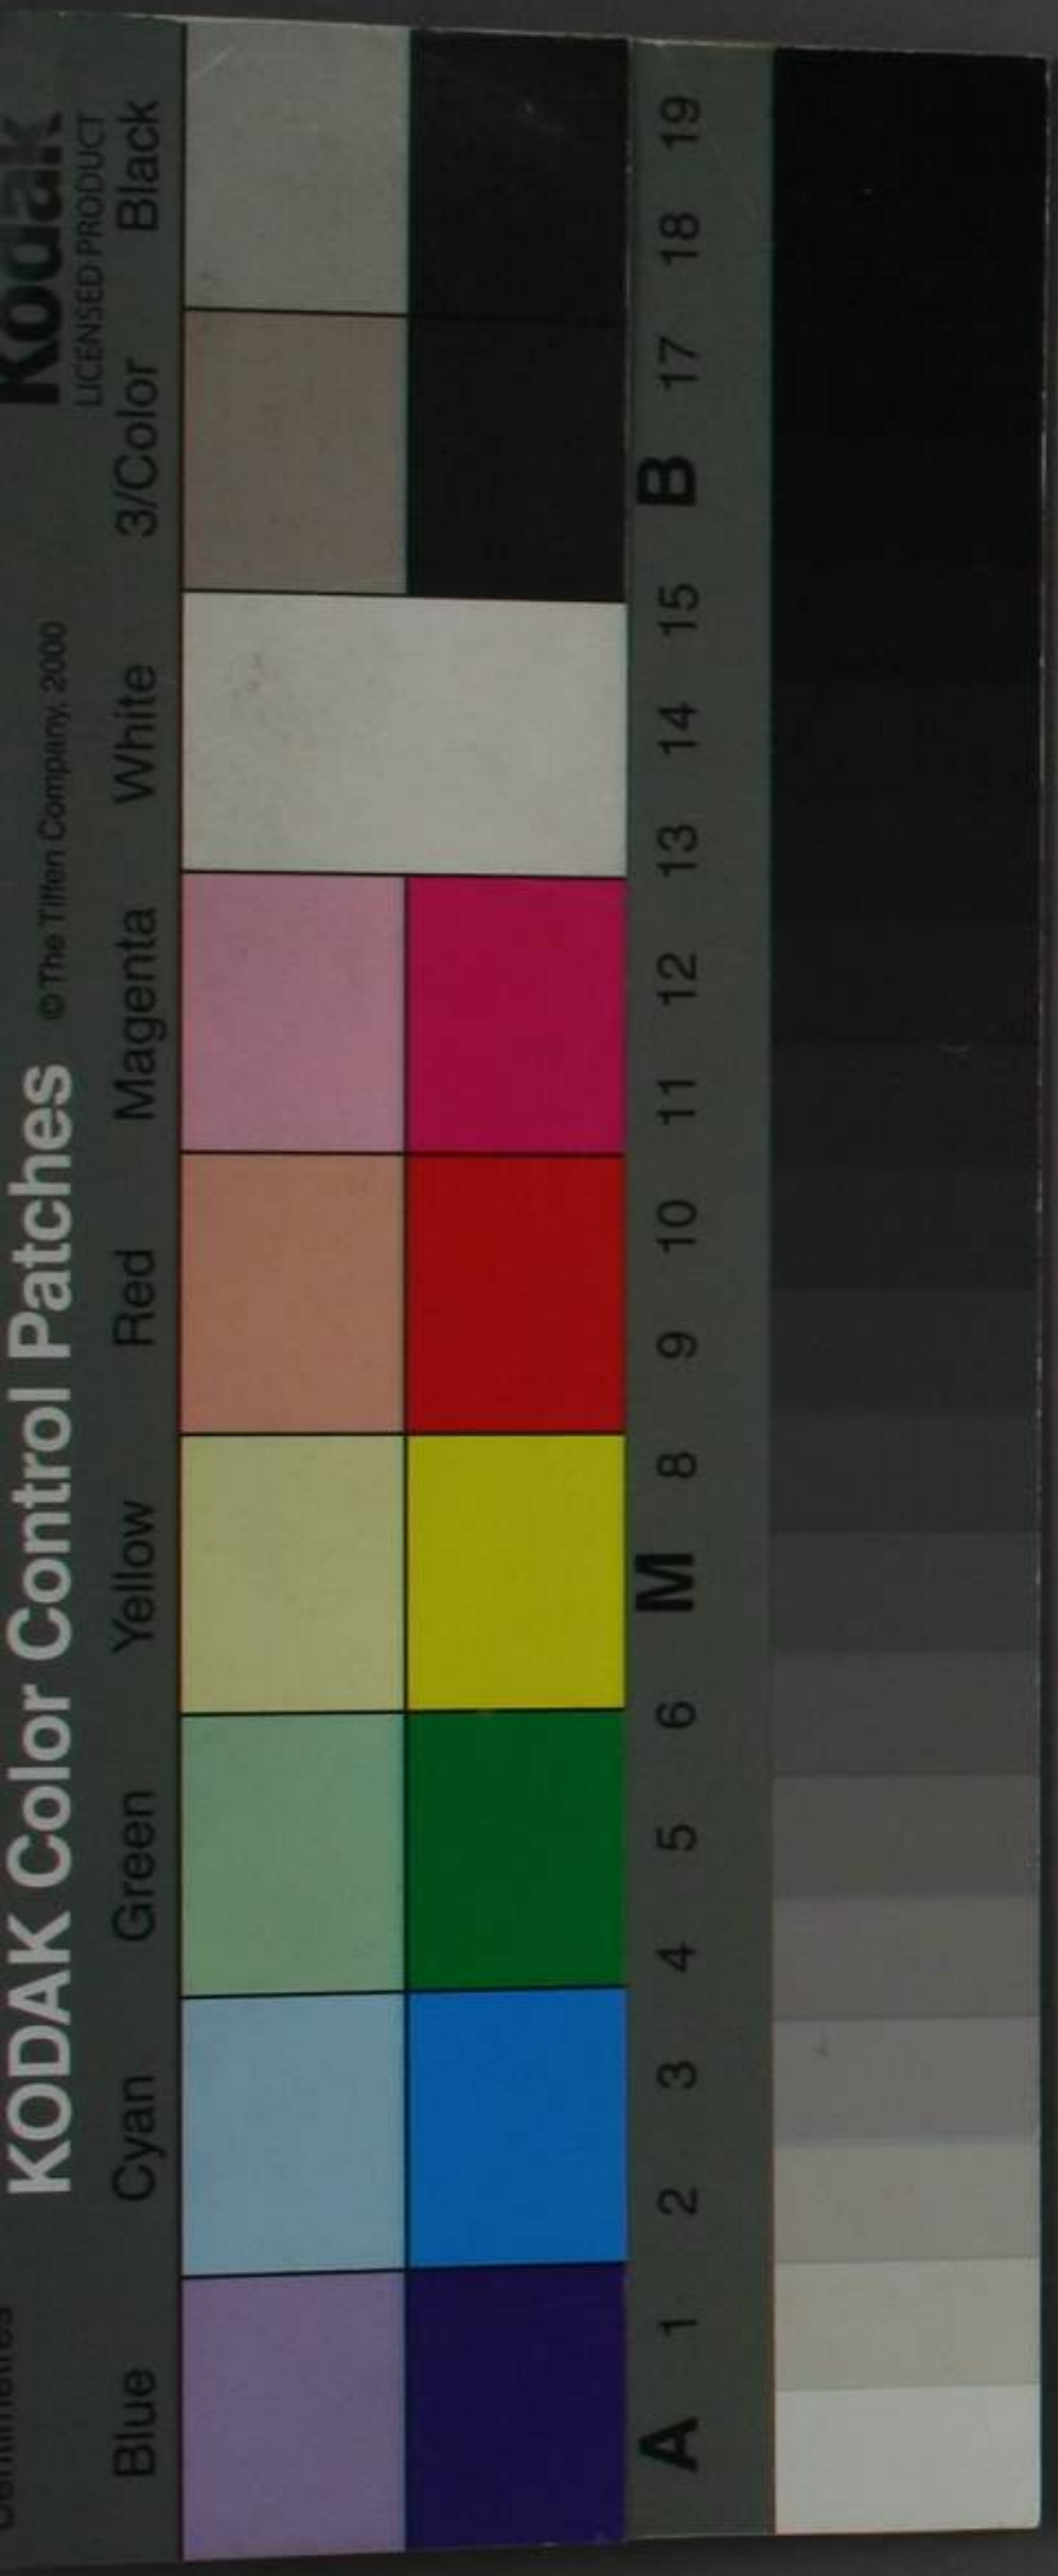 Centimetres
KODAK Color Control Patches © The Tiffen Company, 2000
Kodak
LICENSED PRODUCT
Blue Cyan Green Yellow Red Magenta White 3/Color Black
A 1 2 3 4 5 6 M 8 9 10 11 12 13 14 15 B 17 18 19